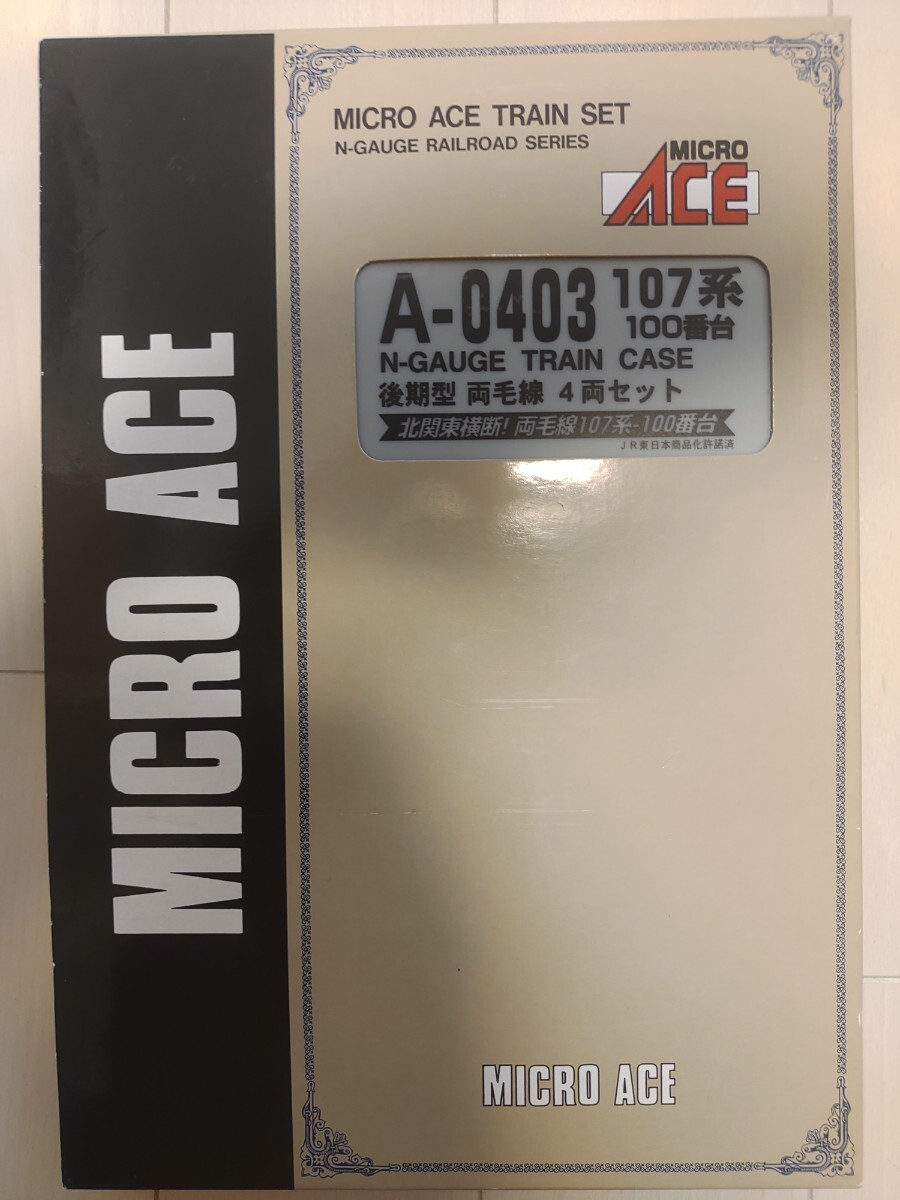 MICRO ACE
MICRO ACE TRAIN SET
N-GAUGE RAILROAD SERIES
MICRO
ACE
A-0403 107系
100番台
N-GAUGE TRAIN CASE
後期型 両毛線 4両セット
北関東横断!両毛線107系-100番台
JR東日本商品化許諾済
MICRO ACE